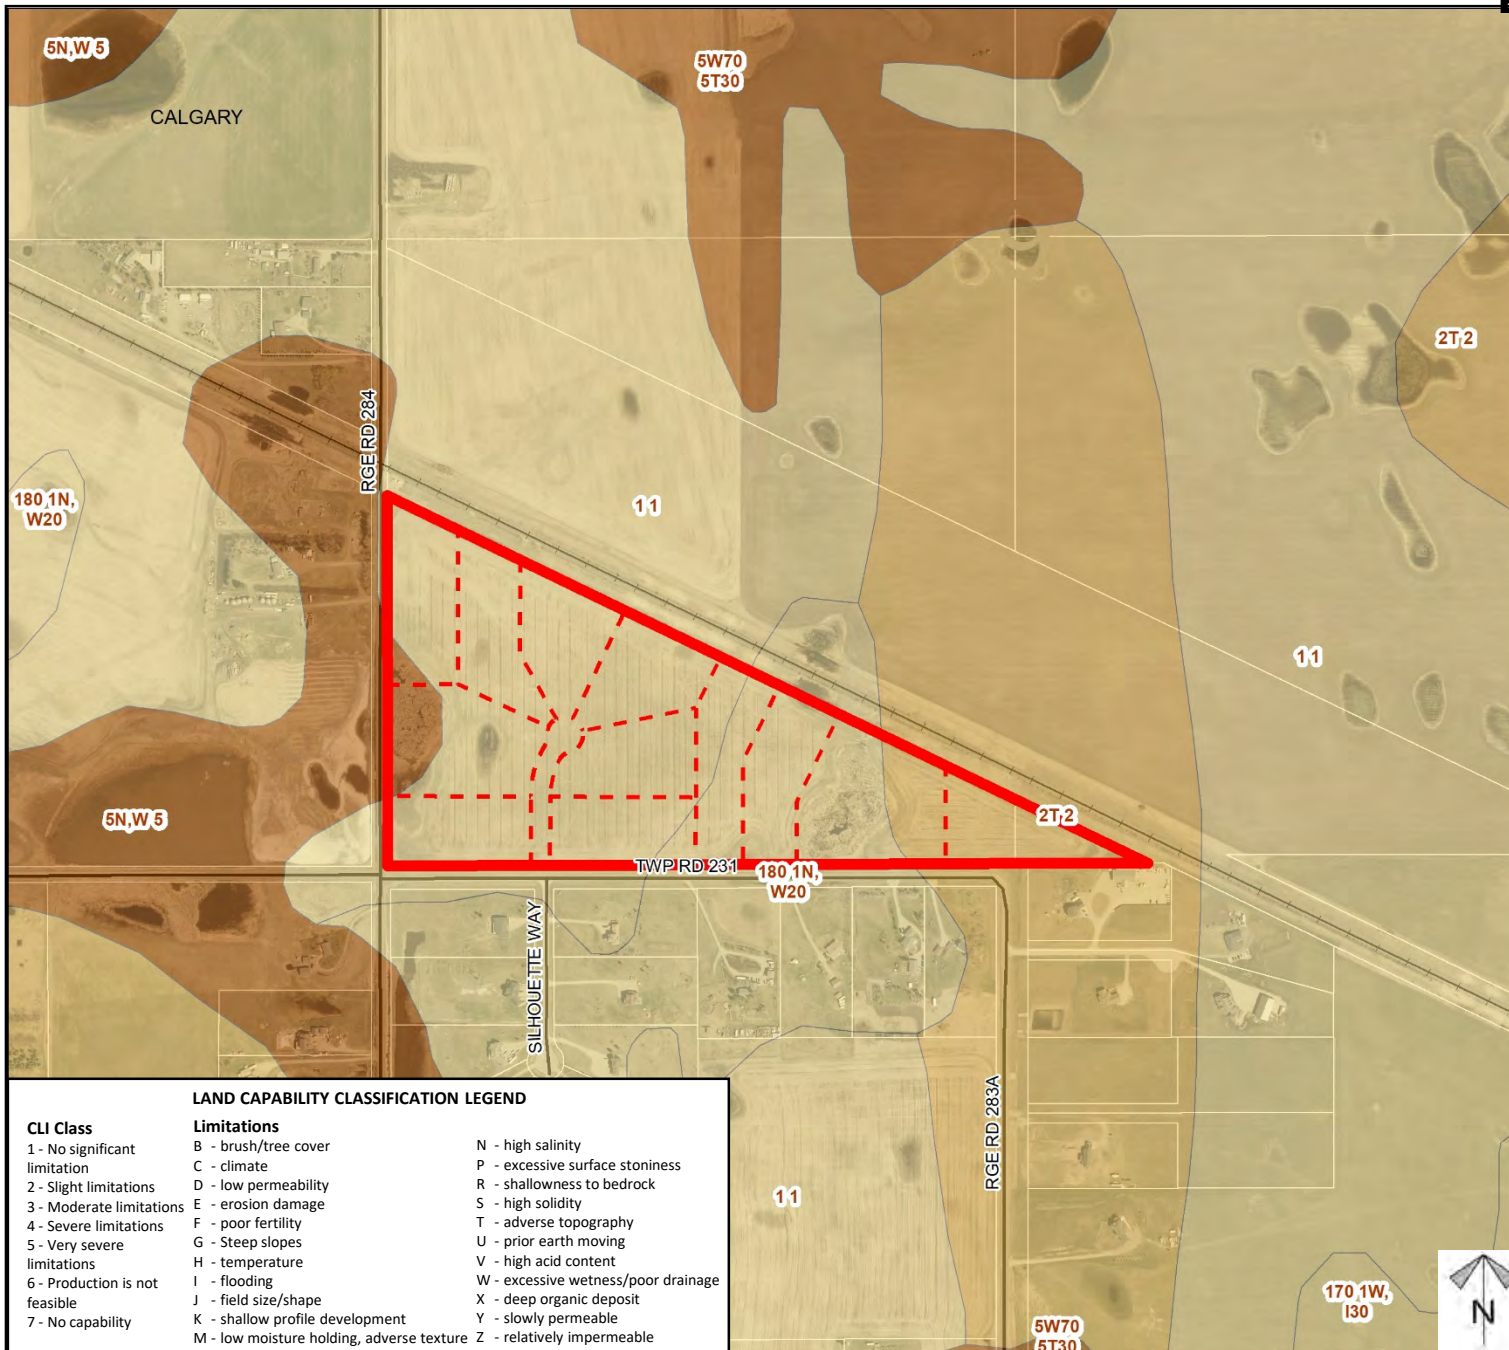 5N,W 5
5W70
5T30
CALGARY
2T 2
RGE RD 284
180 1N,
W20
1 1
1 1
5N,W 5
2T 2
TWP RD 231
180 1N,
W20
SILHOUETTE WAY
RGE RD 283A
1 1
170 1W,
I30
5W70
5T30
N
LAND CAPABILITY CLASSIFICATION LEGEND
CLI Class
1 - No significant
limitation
2 - Slight limitations
3 - Moderate limitations
4 - Severe limitations
5 - Very severe
limitations
6 - Production is not
feasible
7 - No capability
Limitations
B - brush/tree cover
C - climate
D - low permeability
E - erosion damage
F - poor fertility
G - Steep slopes
H - temperature
I - flooding
J - field size/shape
K - shallow profile development
M - low moisture holding, adverse texture
N - high salinity
P - excessive surface stoniness
R - shallowness to bedrock
S - high solidity
T - adverse topography
U - prior earth moving
V - high acid content
W - excessive wetness/poor drainage
X - deep organic deposit
Y - slowly permeable
Z - relatively impermeable